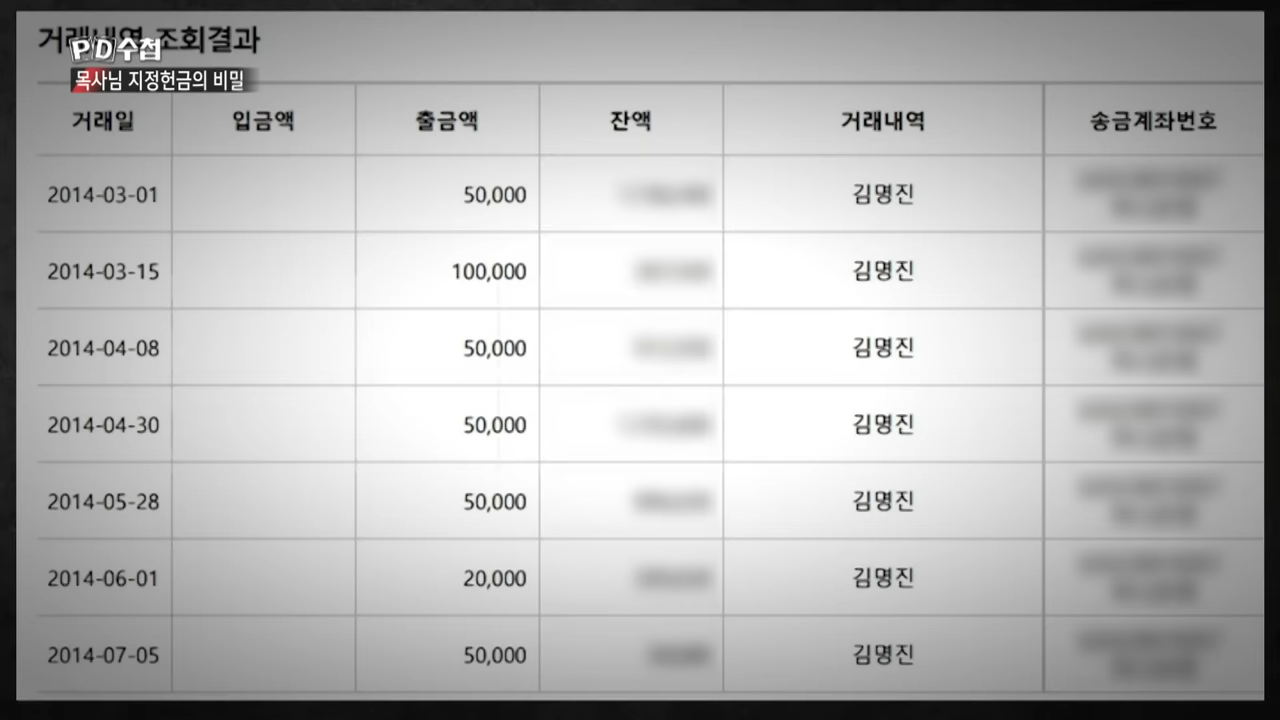 거래내역 조회결과
PD수첩
목사님 지정헌금의 비밀
거래일 입금액 출금액 잔액 거래내역 송금계좌번호
2014-03-01 50,000 김명진
2014-03-15 100,000 김명진
2014-04-08 50,000 김명진
2014-04-30 50,000 김명진
2014-05-28 50,000 김명진
2014-06-01 20,000 김명진
2014-07-05 50,000 김명진